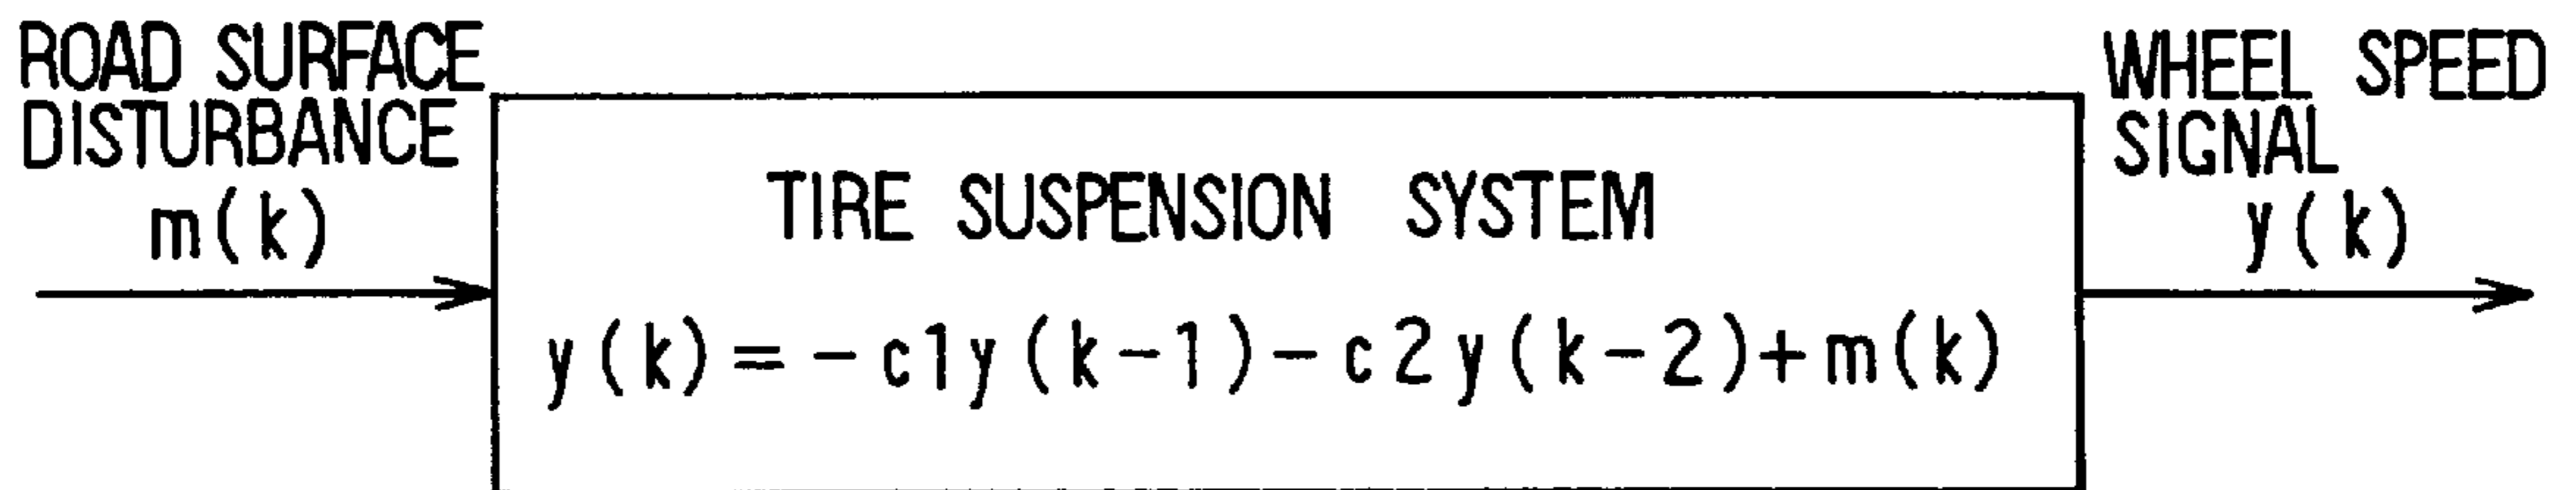 ROAD SURFACE
DISTURBANCE
m(k)
TIRE SUSPENSION SYSTEM
y(k)=-c1y(k-1)-c2y(k-2)+m(k)
WHEEL SPEED
SIGNAL
y(k)